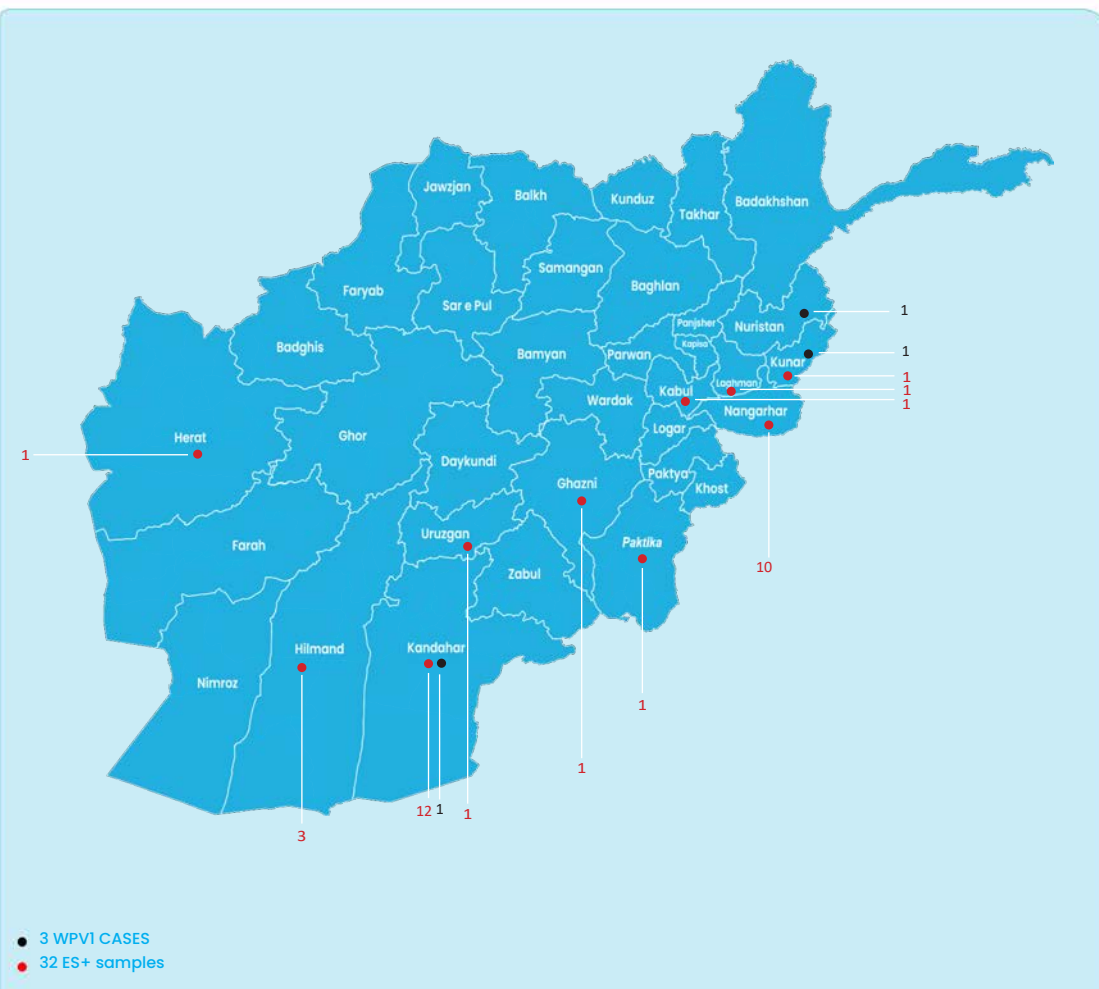 Jawzjan
Balkh
Kunduz
Takhar
Badakhshan
Samangan
Baghlan
Faryab
Sar e Pul
Panjsher
Nuristan
Kapisa
Badghis
Bamyan
Parwan
Kunar
Laghman
Kabul
Wardak
Nangarhar
Logar
Herat
Ghor
Daykundi
Ghazni
Paktya
Khost
Uruzgan
Farah
Zabul
Paktika
Hilmand
Kandahar
Nimroz
1
1
1
1
1
1
10
1
1
12
1
1
3
3 WPV1 CASES
32 ES+ samples